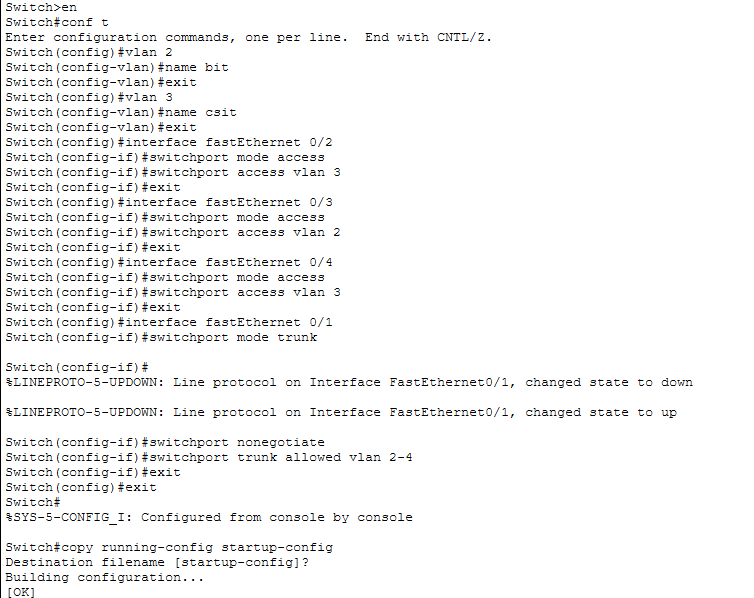 Switch>en
Switch#conf t
Enter configuration commands, one per line.  End with CNTL/Z.
Switch(config)#vlan 2
Switch(config-vlan)#name bit
Switch(config-vlan)#exit
Switch(config)#vlan 3
Switch(config-vlan)#name csit
Switch(config-vlan)#exit
Switch(config)#interface fastEthernet 0/2
Switch(config-if)#switchport mode access
Switch(config-if)#switchport access vlan 3
Switch(config-if)#exit
Switch(config)#interface fastEthernet 0/3
Switch(config-if)#switchport mode access
Switch(config-if)#switchport access vlan 2
Switch(config-if)#exit
Switch(config)#interface fastEthernet 0/4
Switch(config-if)#switchport mode access
Switch(config-if)#switchport access vlan 3
Switch(config-if)#exit
Switch(config)#interface fastEthernet 0/1
Switch(config-if)#switchport mode trunk
Switch(config-if)#
%LINEPROTO-5-UPDOWN: Line protocol on Interface FastEthernet0/1, changed state to down
%LINEPROTO-5-UPDOWN: Line protocol on Interface FastEthernet0/1, changed state to up
Switch(config-if)#switchport nonegotiate
Switch(config-if)#switchport trunk allowed vlan 2-4
Switch(config-if)#exit
Switch(config)#exit
Switch#
%SYS-5-CONFIG_I: Configured from console by console
Switch#copy running-config startup-config
Destination filename [startup-config]?
Building configuration...
[OK]